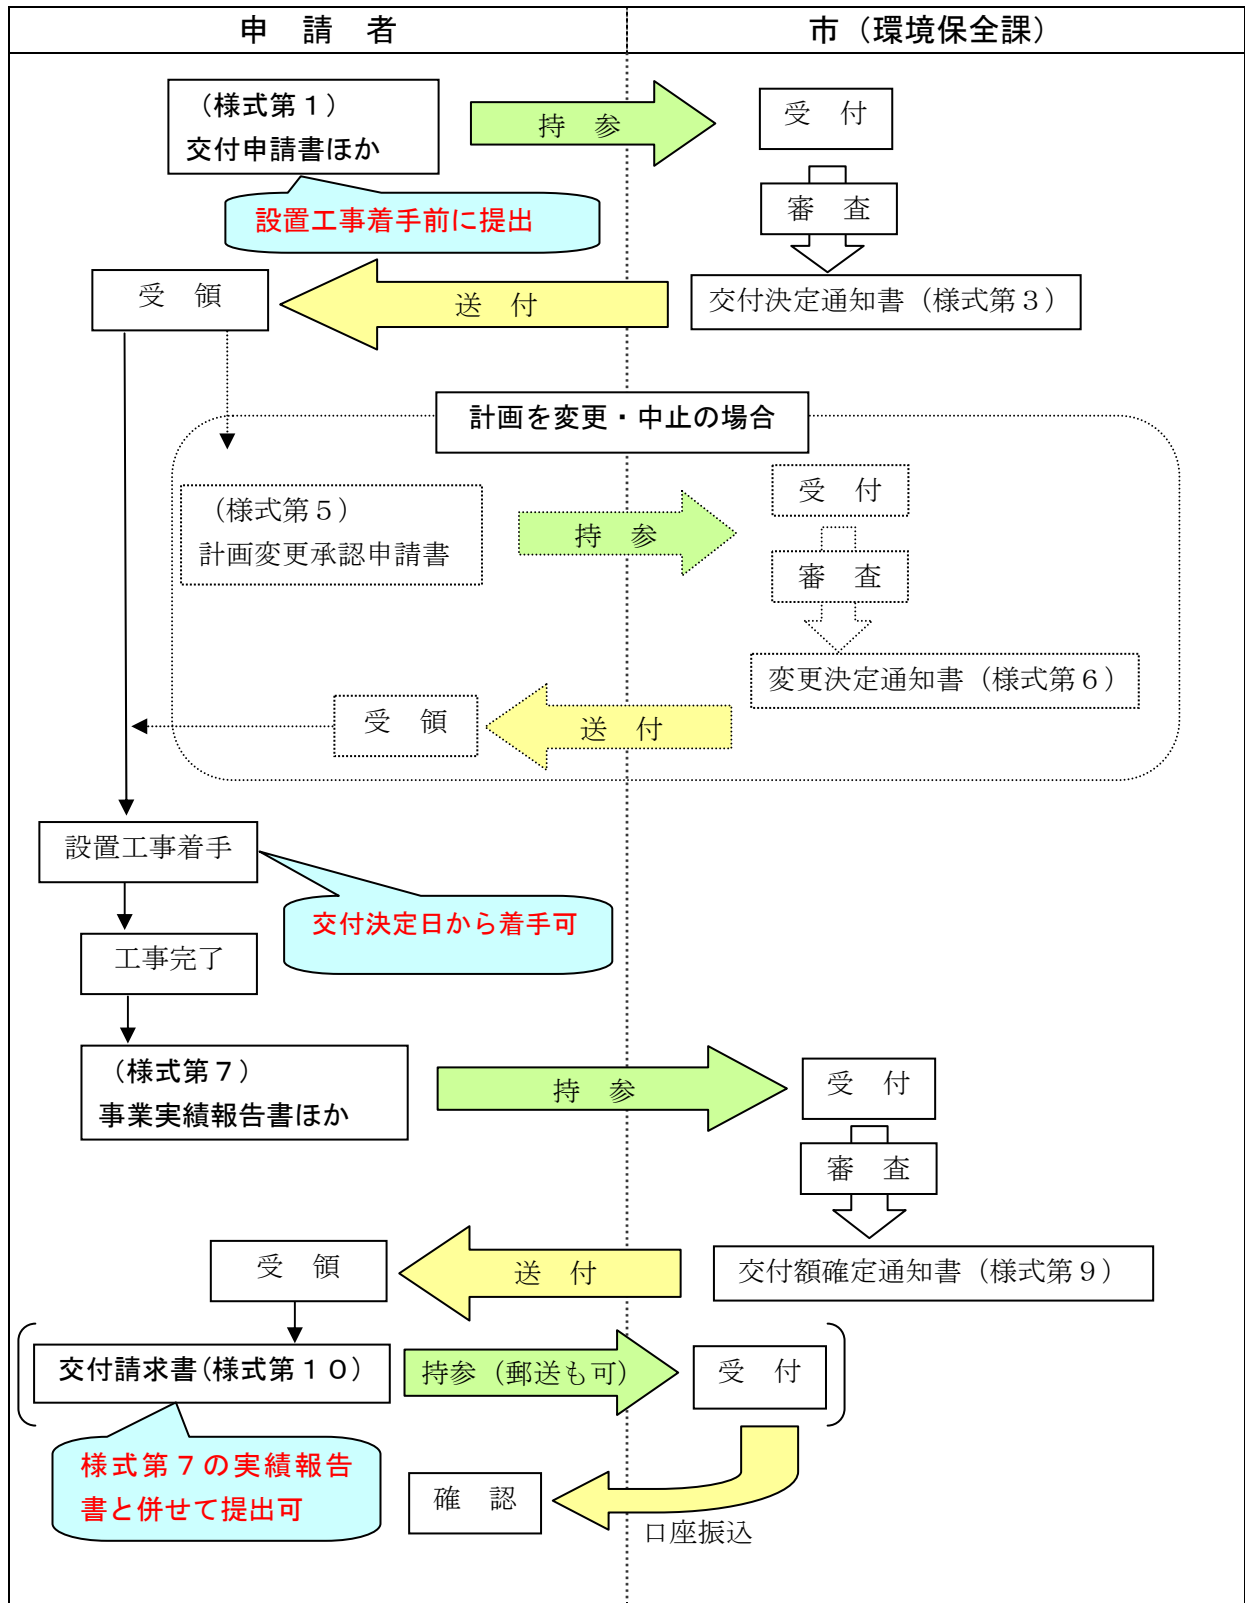 申　請　者
市（環境保全課）
（様式第１）
交付申請書ほか
持　参
受　付
設置工事着手前に提出
審　査
受　領
送　付
交付決定通知書（様式第３）
計画を変更・中止の場合
（様式第５）
計画変更承認申請書
持　参
受　付
審　査
変更決定通知書（様式第６）
受　領
送　付
設置工事着手
交付決定日から着手可
工事完了
（様式第７）
事業実績報告書ほか
持　参
受　付
審　査
受　領
送　付
交付額確定通知書（様式第９）
交付請求書(様式第１０)
持参（郵送も可）
受　付
様式第７の実績報告
書と併せて提出可
確　認
口座振込